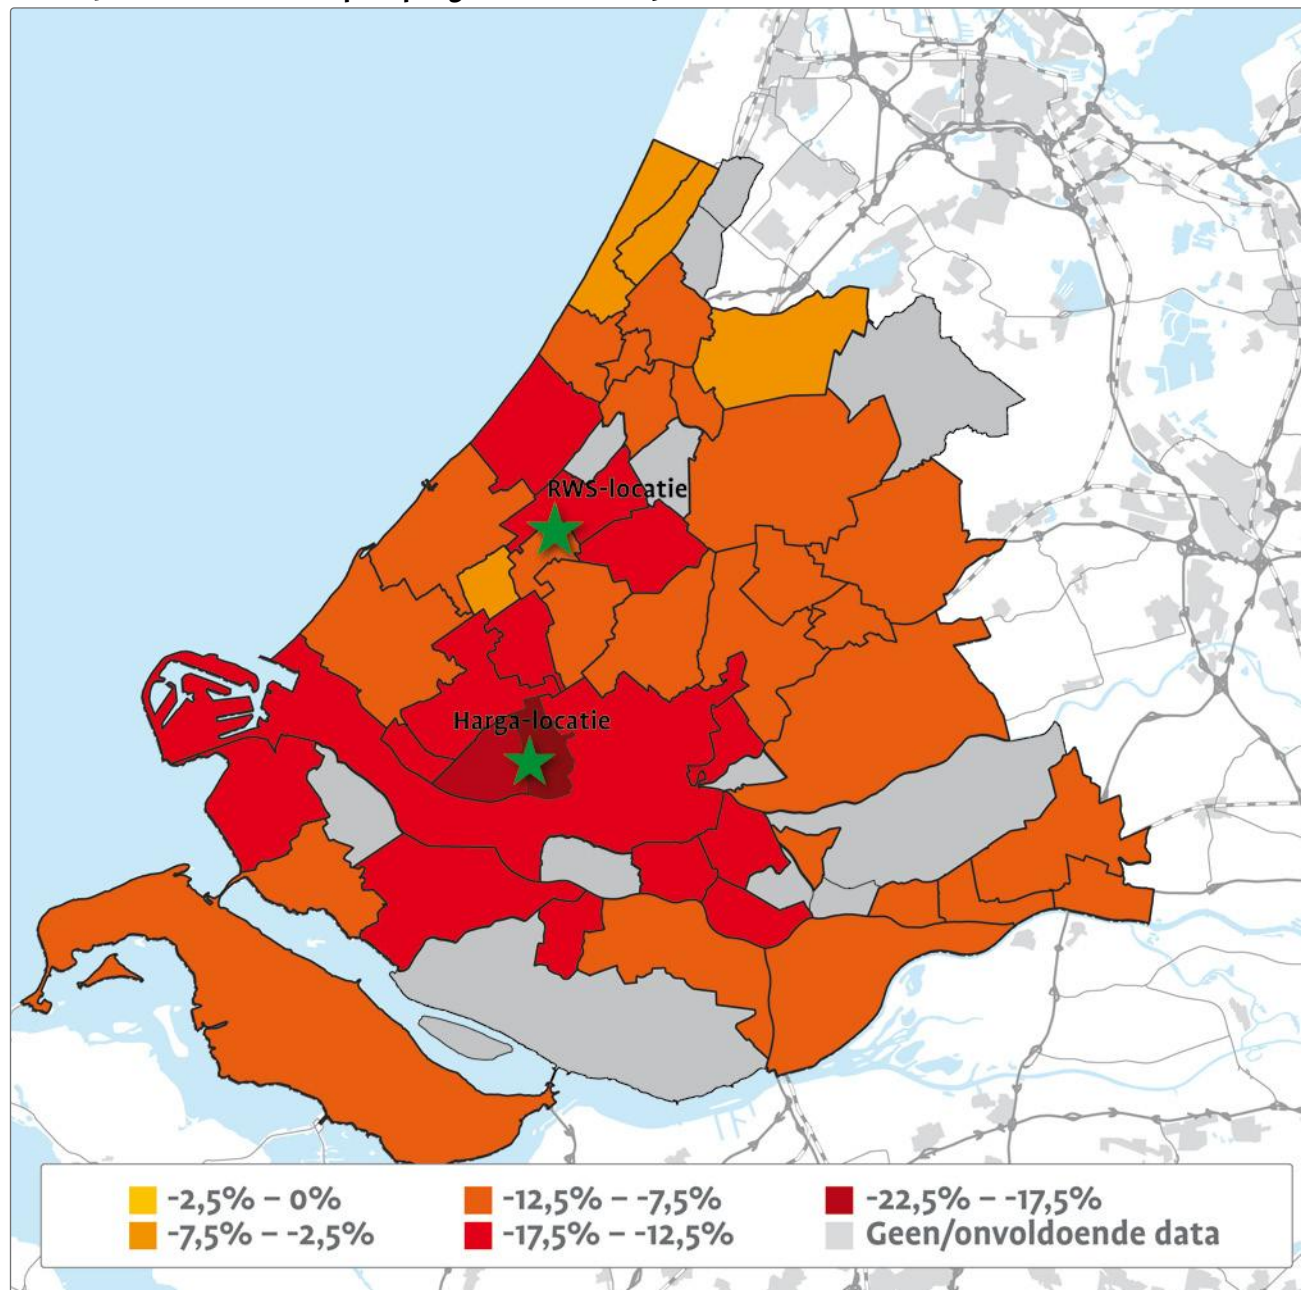 RWS-locatie
Harga-locatie
-2,5% – 0%
-7,5% – -2,5%
-12,5% – -7,5%
-17,5% – -12,5%
-22,5% – -17,5%
Geen/onvoldoende data